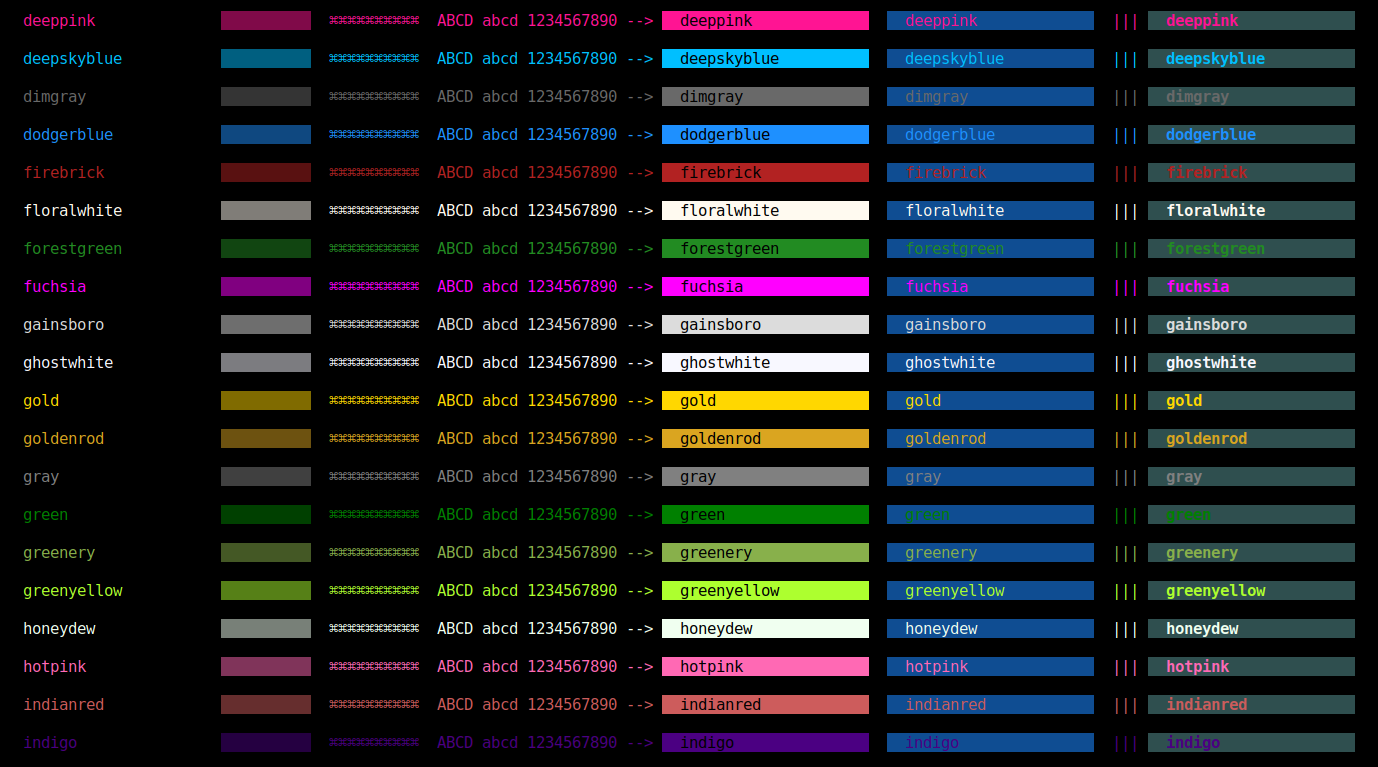 deeppink ⌘⌘⌘⌘⌘⌘⌘⌘⌘⌘ ABCD abcd 1234567890 --> deeppink deeppink ||| deeppink
deepskyblue ⌘⌘⌘⌘⌘⌘⌘⌘⌘⌘ ABCD abcd 1234567890 --> deepskyblue deepskyblue ||| deepskyblue
dimgray ⌘⌘⌘⌘⌘⌘⌘⌘⌘⌘ ABCD abcd 1234567890 --> dimgray dimgray ||| dimgray
dodgerblue ⌘⌘⌘⌘⌘⌘⌘⌘⌘⌘ ABCD abcd 1234567890 --> dodgerblue dodgerblue ||| dodgerblue
firebrick ⌘⌘⌘⌘⌘⌘⌘⌘⌘⌘ ABCD abcd 1234567890 --> firebrick firebrick ||| firebrick
floralwhite ⌘⌘⌘⌘⌘⌘⌘⌘⌘⌘ ABCD abcd 1234567890 --> floralwhite floralwhite ||| floralwhite
forestgreen ⌘⌘⌘⌘⌘⌘⌘⌘⌘⌘ ABCD abcd 1234567890 --> forestgreen forestgreen ||| forestgreen
fuchsia ⌘⌘⌘⌘⌘⌘⌘⌘⌘⌘ ABCD abcd 1234567890 --> fuchsia fuchsia ||| fuchsia
gainsboro ⌘⌘⌘⌘⌘⌘⌘⌘⌘⌘ ABCD abcd 1234567890 --> gainsboro gainsboro ||| gainsboro
ghostwhite ⌘⌘⌘⌘⌘⌘⌘⌘⌘⌘ ABCD abcd 1234567890 --> ghostwhite ghostwhite ||| ghostwhite
gold ⌘⌘⌘⌘⌘⌘⌘⌘⌘⌘ ABCD abcd 1234567890 --> gold gold ||| gold
goldenrod ⌘⌘⌘⌘⌘⌘⌘⌘⌘⌘ ABCD abcd 1234567890 --> goldenrod goldenrod ||| goldenrod
gray ⌘⌘⌘⌘⌘⌘⌘⌘⌘⌘ ABCD abcd 1234567890 --> gray gray ||| gray
green ⌘⌘⌘⌘⌘⌘⌘⌘⌘⌘ ABCD abcd 1234567890 --> green green ||| green
greenery ⌘⌘⌘⌘⌘⌘⌘⌘⌘⌘ ABCD abcd 1234567890 --> greenery greenery ||| greenery
greenyellow ⌘⌘⌘⌘⌘⌘⌘⌘⌘⌘ ABCD abcd 1234567890 --> greenyellow greenyellow ||| greenyellow
honeydew ⌘⌘⌘⌘⌘⌘⌘⌘⌘⌘ ABCD abcd 1234567890 --> honeydew honeydew ||| honeydew
hotpink ⌘⌘⌘⌘⌘⌘⌘⌘⌘⌘ ABCD abcd 1234567890 --> hotpink hotpink ||| hotpink
indianred ⌘⌘⌘⌘⌘⌘⌘⌘⌘⌘ ABCD abcd 1234567890 --> indianred indianred ||| indianred
indigo ⌘⌘⌘⌘⌘⌘⌘⌘⌘⌘ ABCD abcd 1234567890 --> indigo indigo ||| indigo